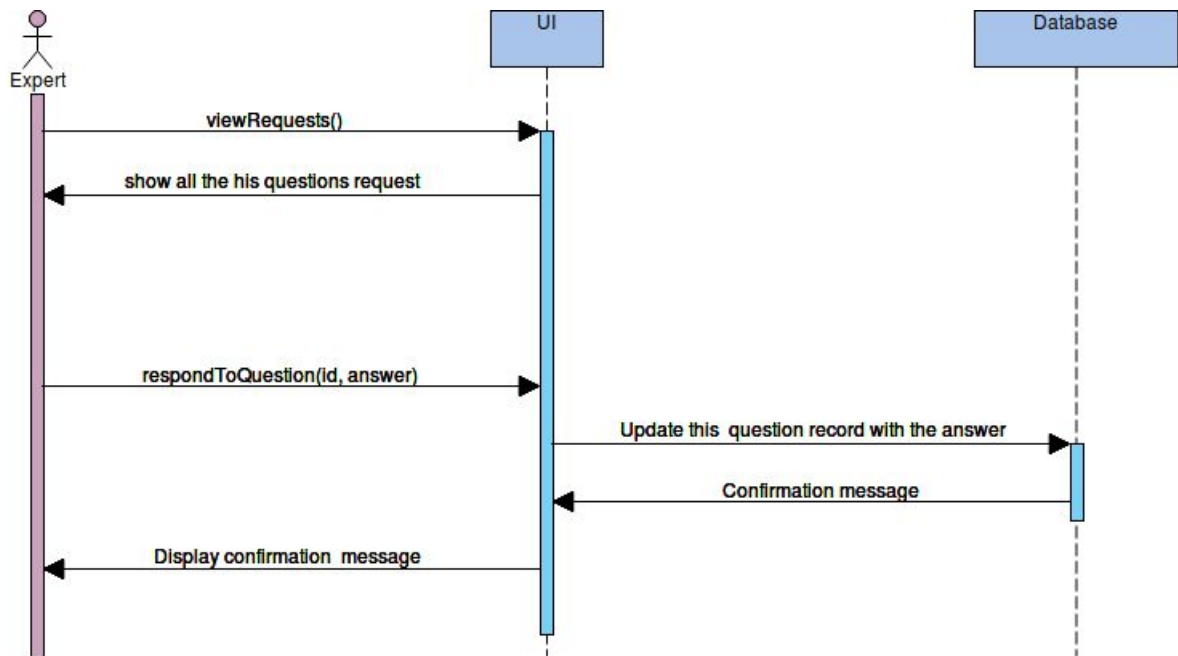 UI
Database
Expert
viewRequests()
show all the his questions request
respondToQuestion(id, answer)
Update this  question record with the answer
Confirmation message
Display confirmation  message